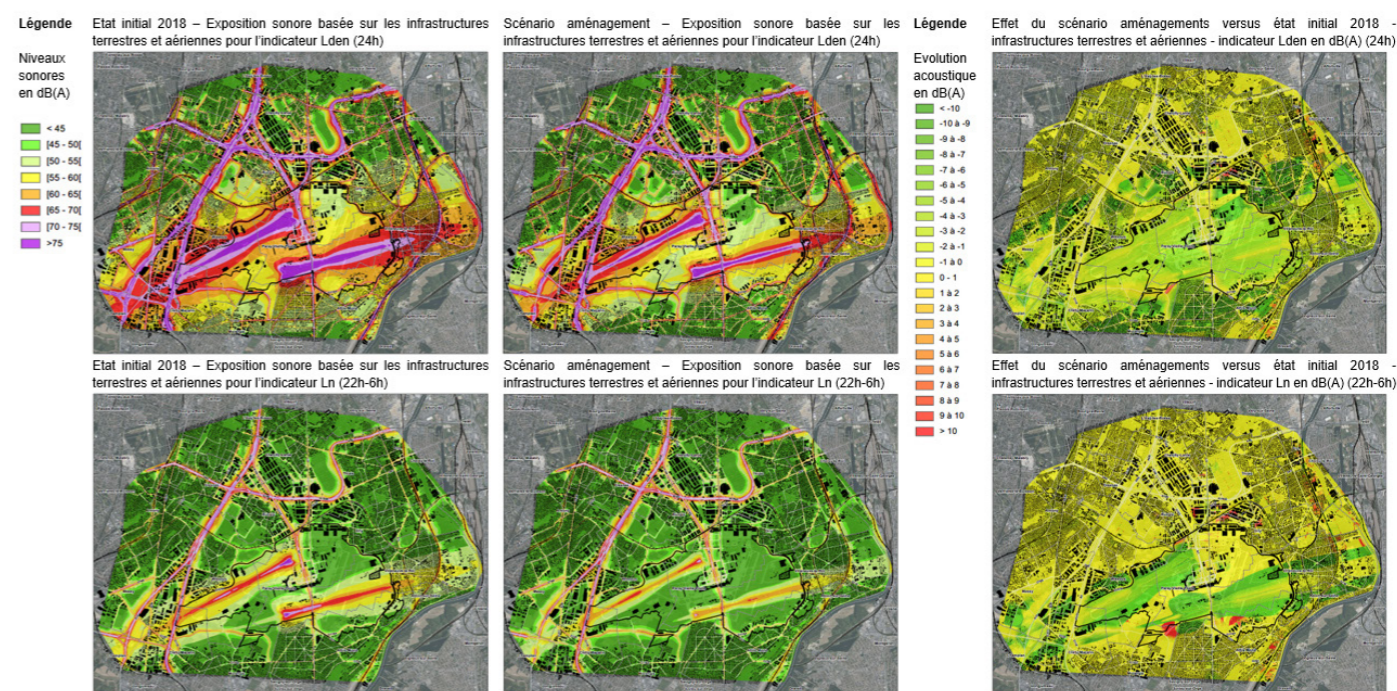 Légende
Niveaux
sonores
en dB(A)
< 45
[45 - 50[
[50 - 55[
[55 - 60[
[60 - 65[
[65 - 70[
[70 - 75[
>75
Etat initial 2018 – Exposition sonore basée sur les infrastructures
terrestres et aériennes pour l'indicateur Lden (24h)
Scénario aménagement – Exposition sonore basée sur les
infrastructures terrestres et aériennes pour l'indicateur Lden (24h)
Légende
Evolution
acoustique
en dB(A)
< -10
-10 à -9
-9 à -8
-8 à -7
-7 à -6
-6 à -5
-5 à -4
-4 à -3
-3 à -2
-2 à -1
-1 à 0
0 - 1
1 à 2
2 à 3
3 à 4
4 à 5
5 à 6
6 à 7
7 à 8
8 à 9
9 à 10
> 10
Effet du scénario aménagements versus état initial 2018 -
infrastructures terrestres et aériennes - indicateur Lden en dB(A) (24h)
Etat initial 2018 – Exposition sonore basée sur les infrastructures
terrestres et aériennes pour l'indicateur Ln (22h-6h)
Scénario aménagement – Exposition sonore basée sur les
infrastructures terrestres et aériennes pour l'indicateur Ln (22h-6h)
Effet du scénario aménagements versus état initial 2018 -
infrastructures terrestres et aériennes - indicateur Ln en dB(A) (22h-6h)